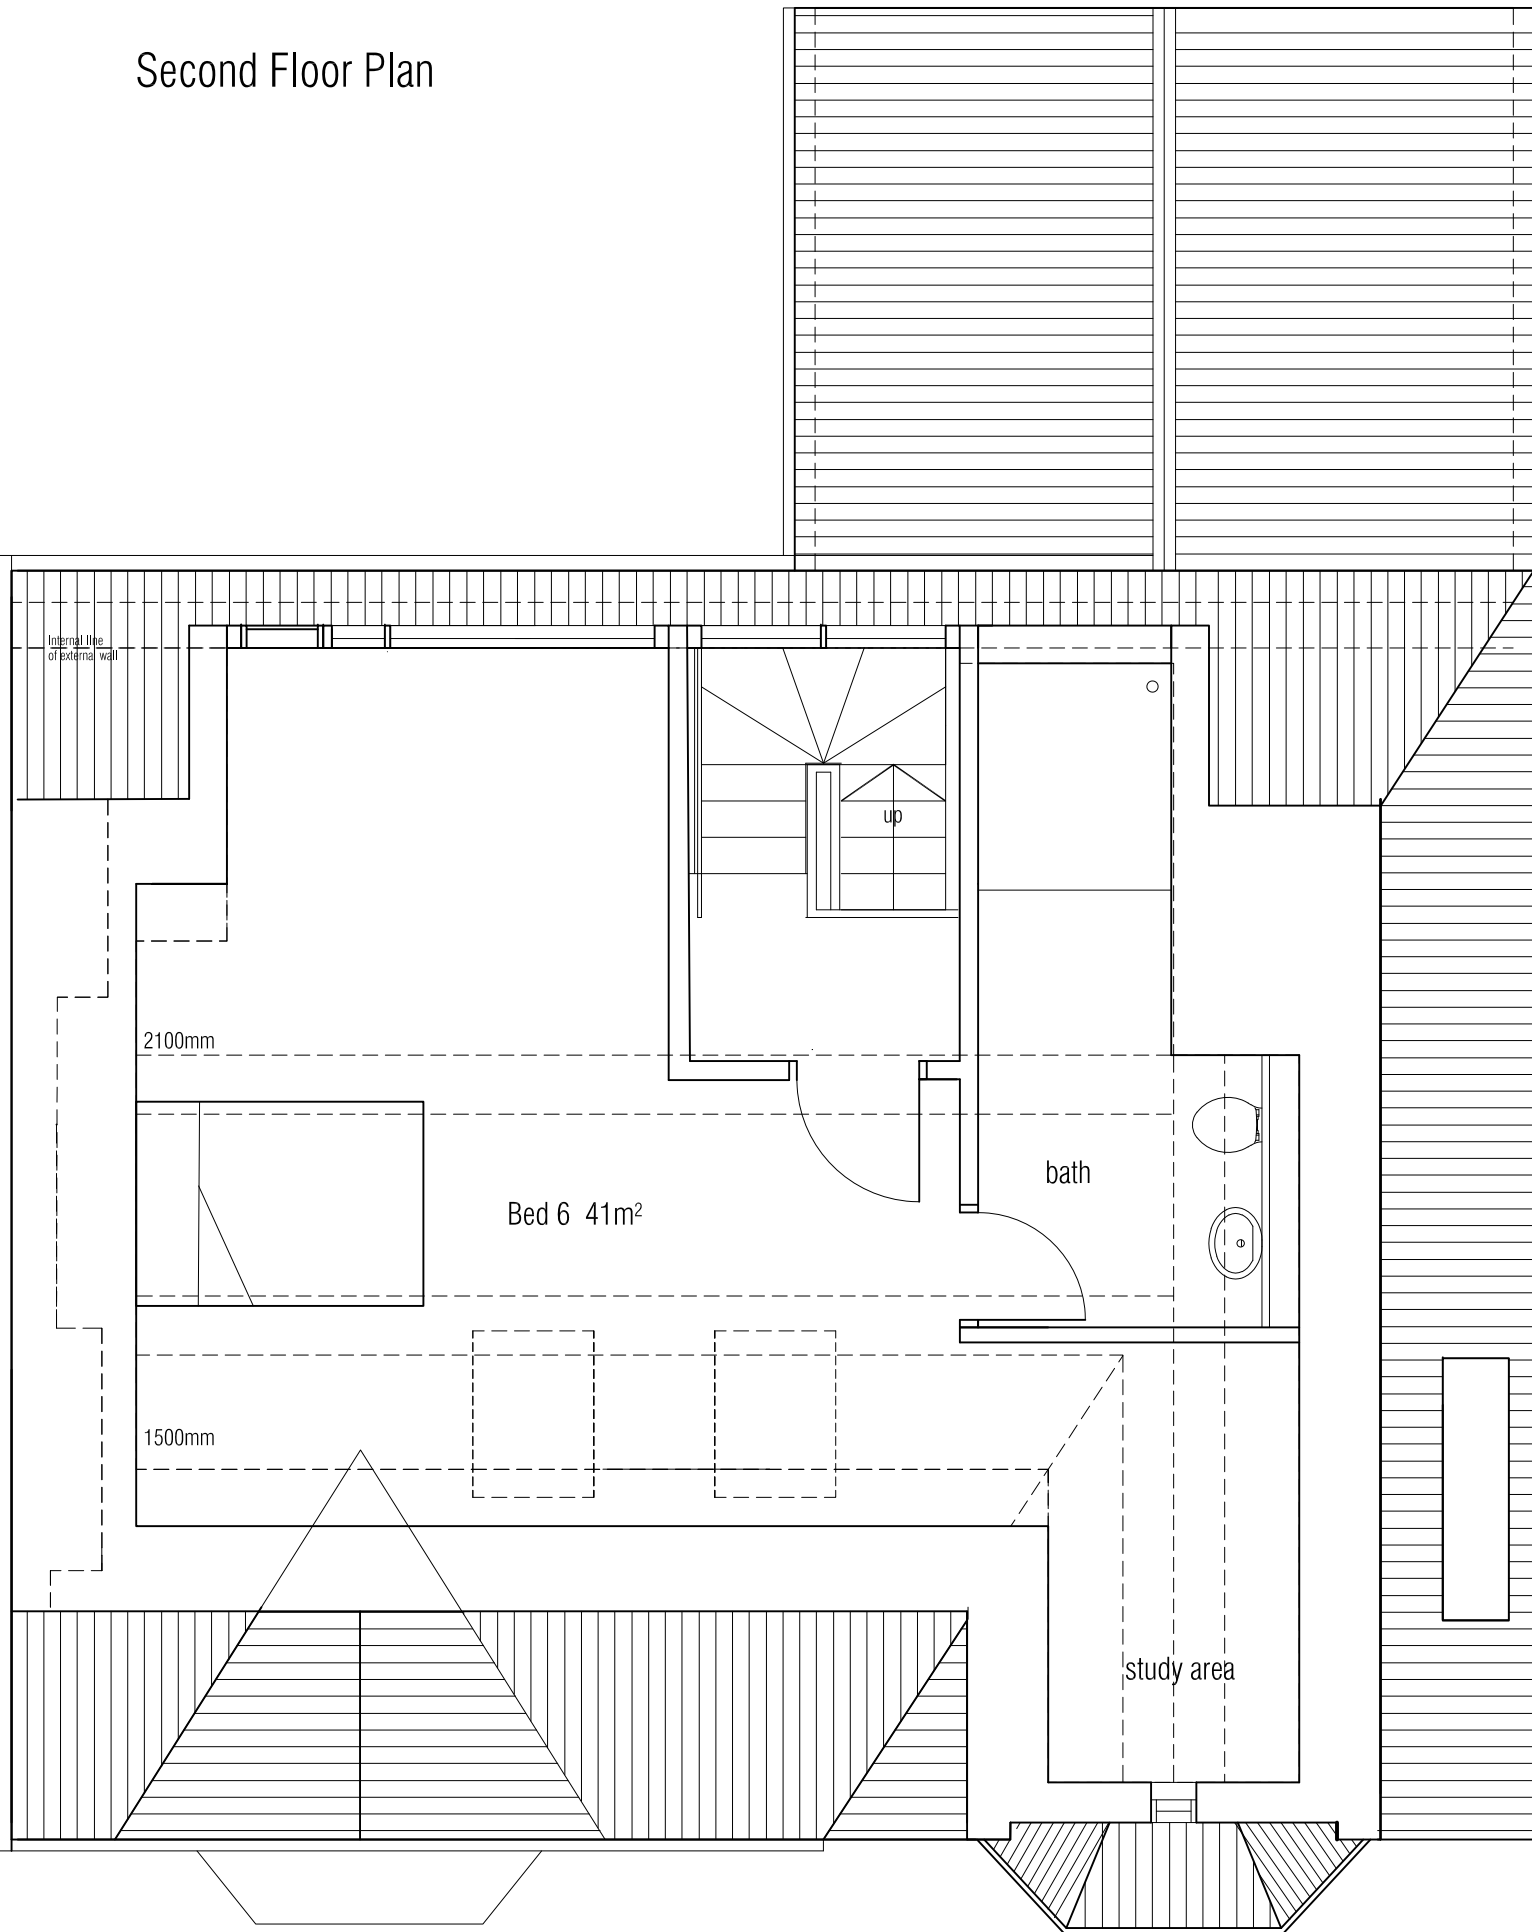 Second Floor Plan
Internal line
of external wall
up
2100mm
bath
Bed 6 41m²
1500mm
study area